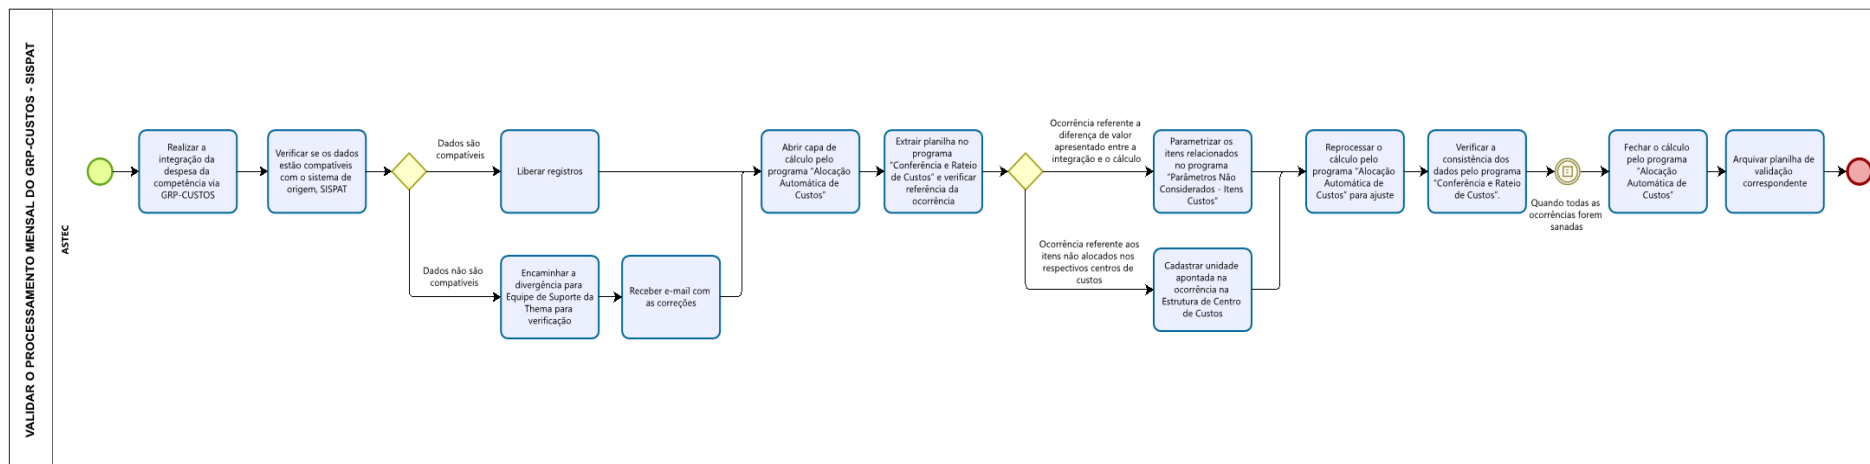 VALIDAR O PROCESSAMENTO MENSAL DO GRP-CUSTOS - SISPAT
ASTEC
Realizar a
integração da
despesa da
competência via
GRP-CUSTOS
Verificar se os dados
estão compatíveis
com o sistema de
origem, SISPAT
Dados são
compatíveis
Liberar registros
Dados não são
compatíveis
Encaminhar a
divergência para
Equipe de Suporte da
Thema para
verificação
Receber e-mail com
as correções
Abrir capa de
cálculo pelo
programa "Alocação
Automática de
Custos"
Extrair planilha no
programa
"Conferência e Rateio
de Custos" e verificar
referência da
ocorrência
Ocorrência referente a
diferença de valor
apresentado entre a
integração e o cálculo
Parametrizar os
itens relacionados
no programa
"Parâmetros Não
Considerados - Itens
Custos"
Ocorrência referente aos
itens não alocados nos
respectivos centros de
custos
Cadastrar unidade
apontada na
ocorrência na
Estrutura de Centro
de Custos
Reprocessar o
cálculo pelo
programa "Alocação
Automática de
Custos" para ajuste
Verificar a
consistência dos
dados pelo programa
"Conferência e Rateio
de Custos".
Quando todas as
ocorrências forem
sanadas
Fechar o cálculo
pelo programa
"Alocação
Automática de
Custos"
Arquivar planilha de
validação
correspondente